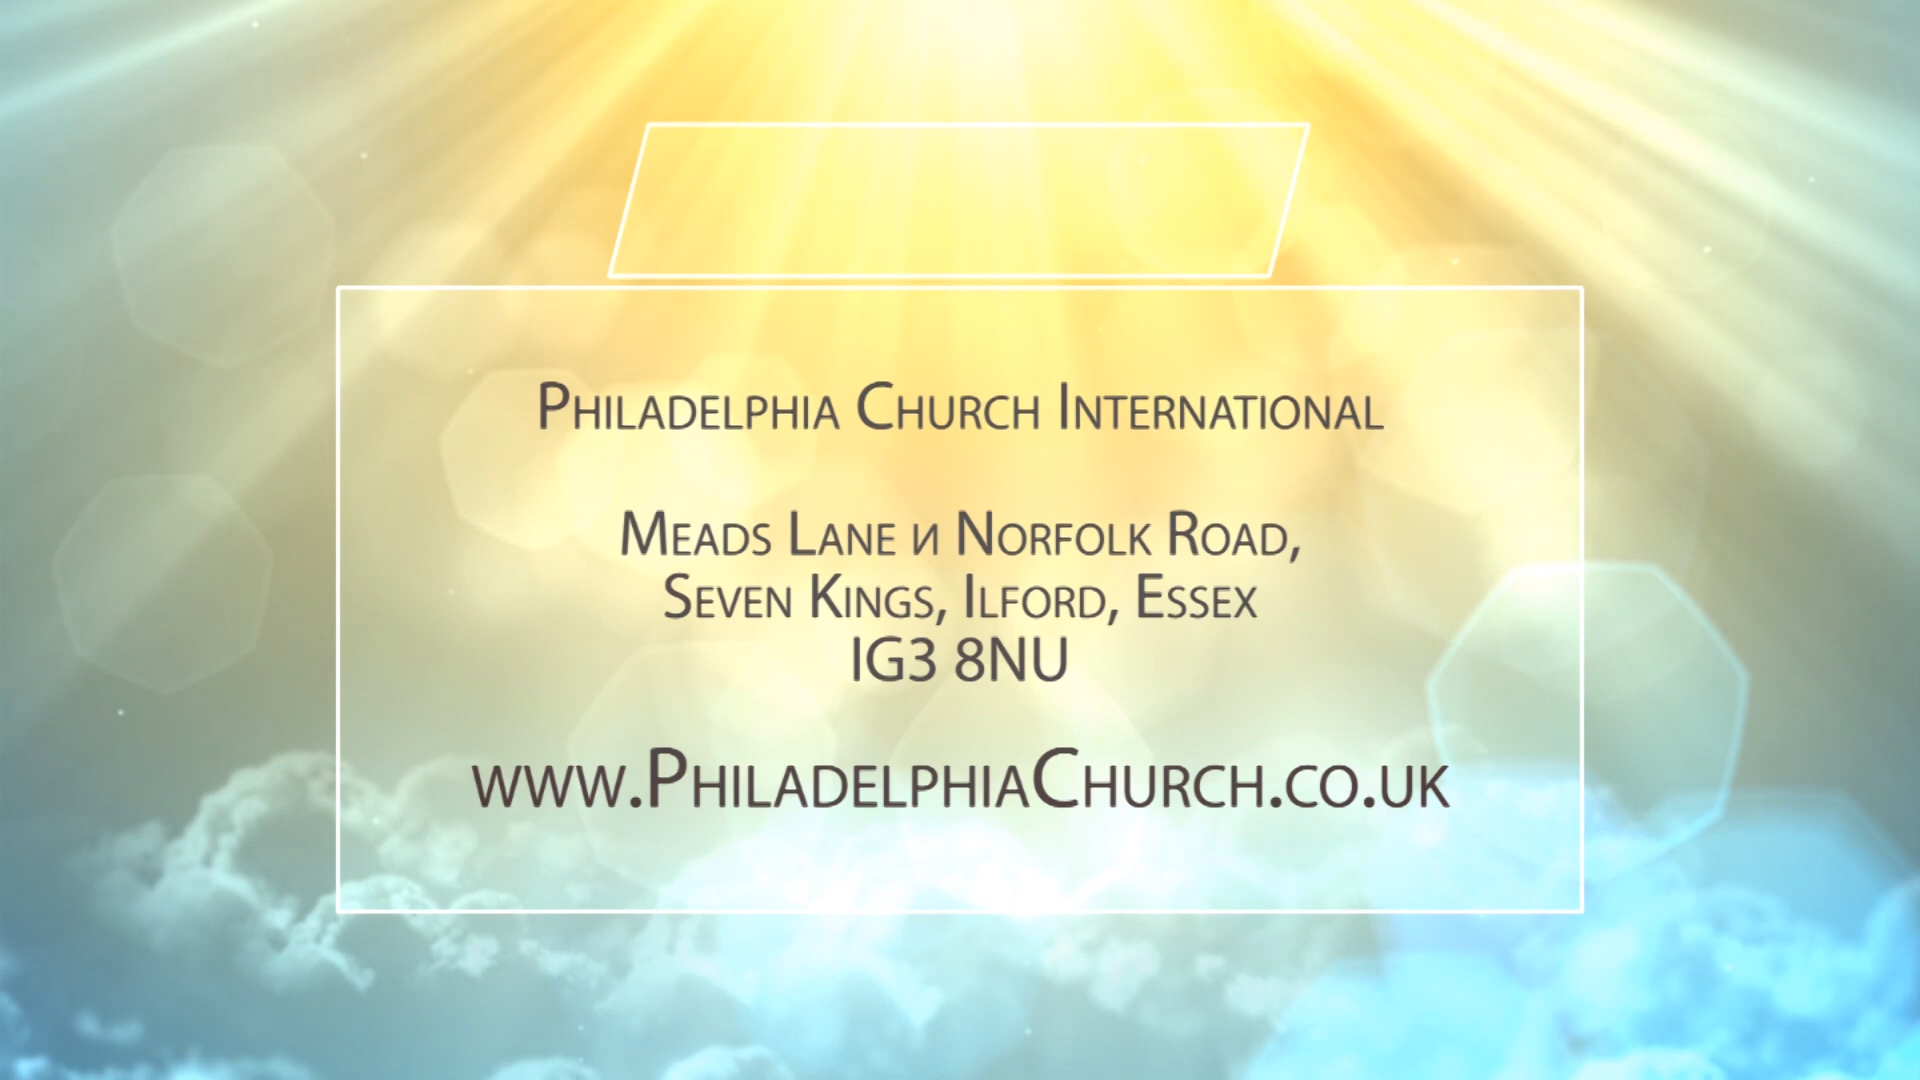 Philadelphia Church International
Meads Lane и Norfolk Road,
Seven Kings, Ilford, Essex
IG3 8NU
www.PhiladelphiaChurch.co.uk